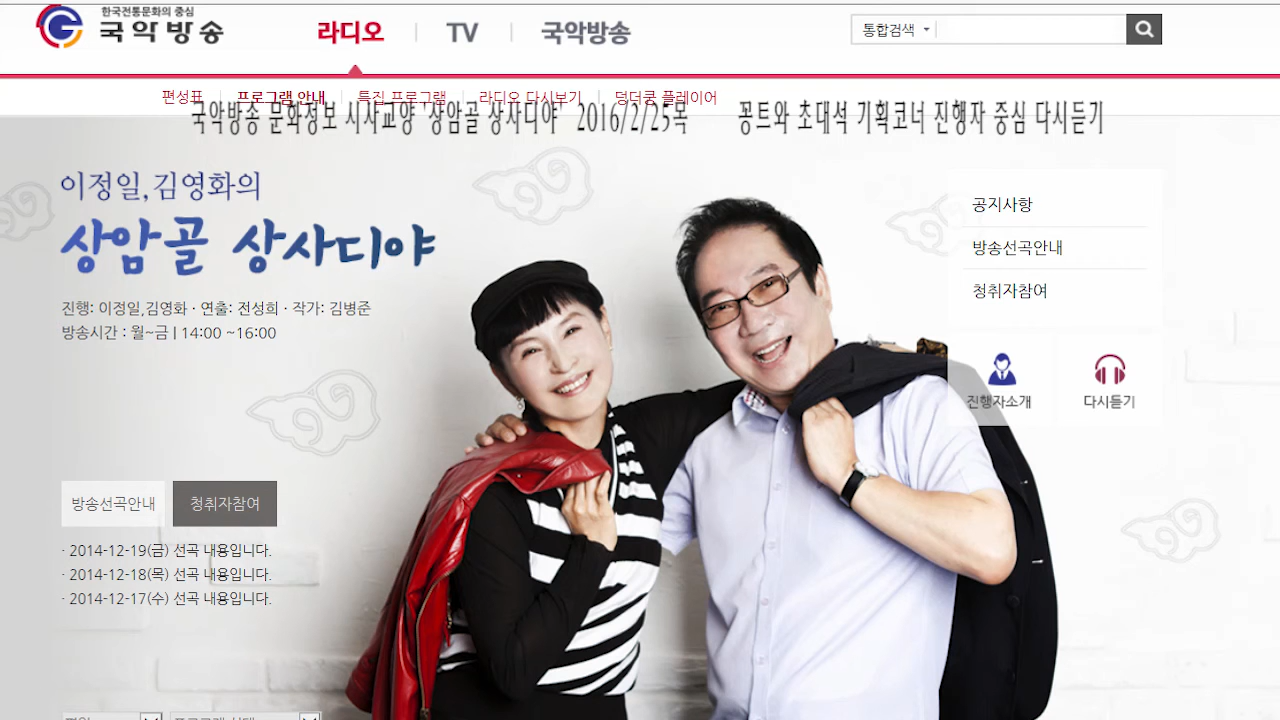 한국전통문화의 중심
국악방송
라디오 TV 국악방송
통합검색
편성표 프로그램 안내 특집 프로그램 라디오 다시보기 덩더쿵 플레이어
국악방송 문화정보 시사교양 '상암골 상사디야' 2016/2/25목 꽁트와 초대석 기획코너 진행자 중심 다시듣기
이정일,김영화의
상암골 상사디야
진행: 이정일,김영화 · 연출: 전성희 · 작가: 김병준
방송시간 : 월~금 | 14:00 ~16:00
공지사항
방송선곡안내
청취자참여
진행자소개 다시듣기
방송선곡안내 청취자참여
· 2014-12-19(금) 선곡 내용입니다.
· 2014-12-18(목) 선곡 내용입니다.
· 2014-12-17(수) 선곡 내용입니다.